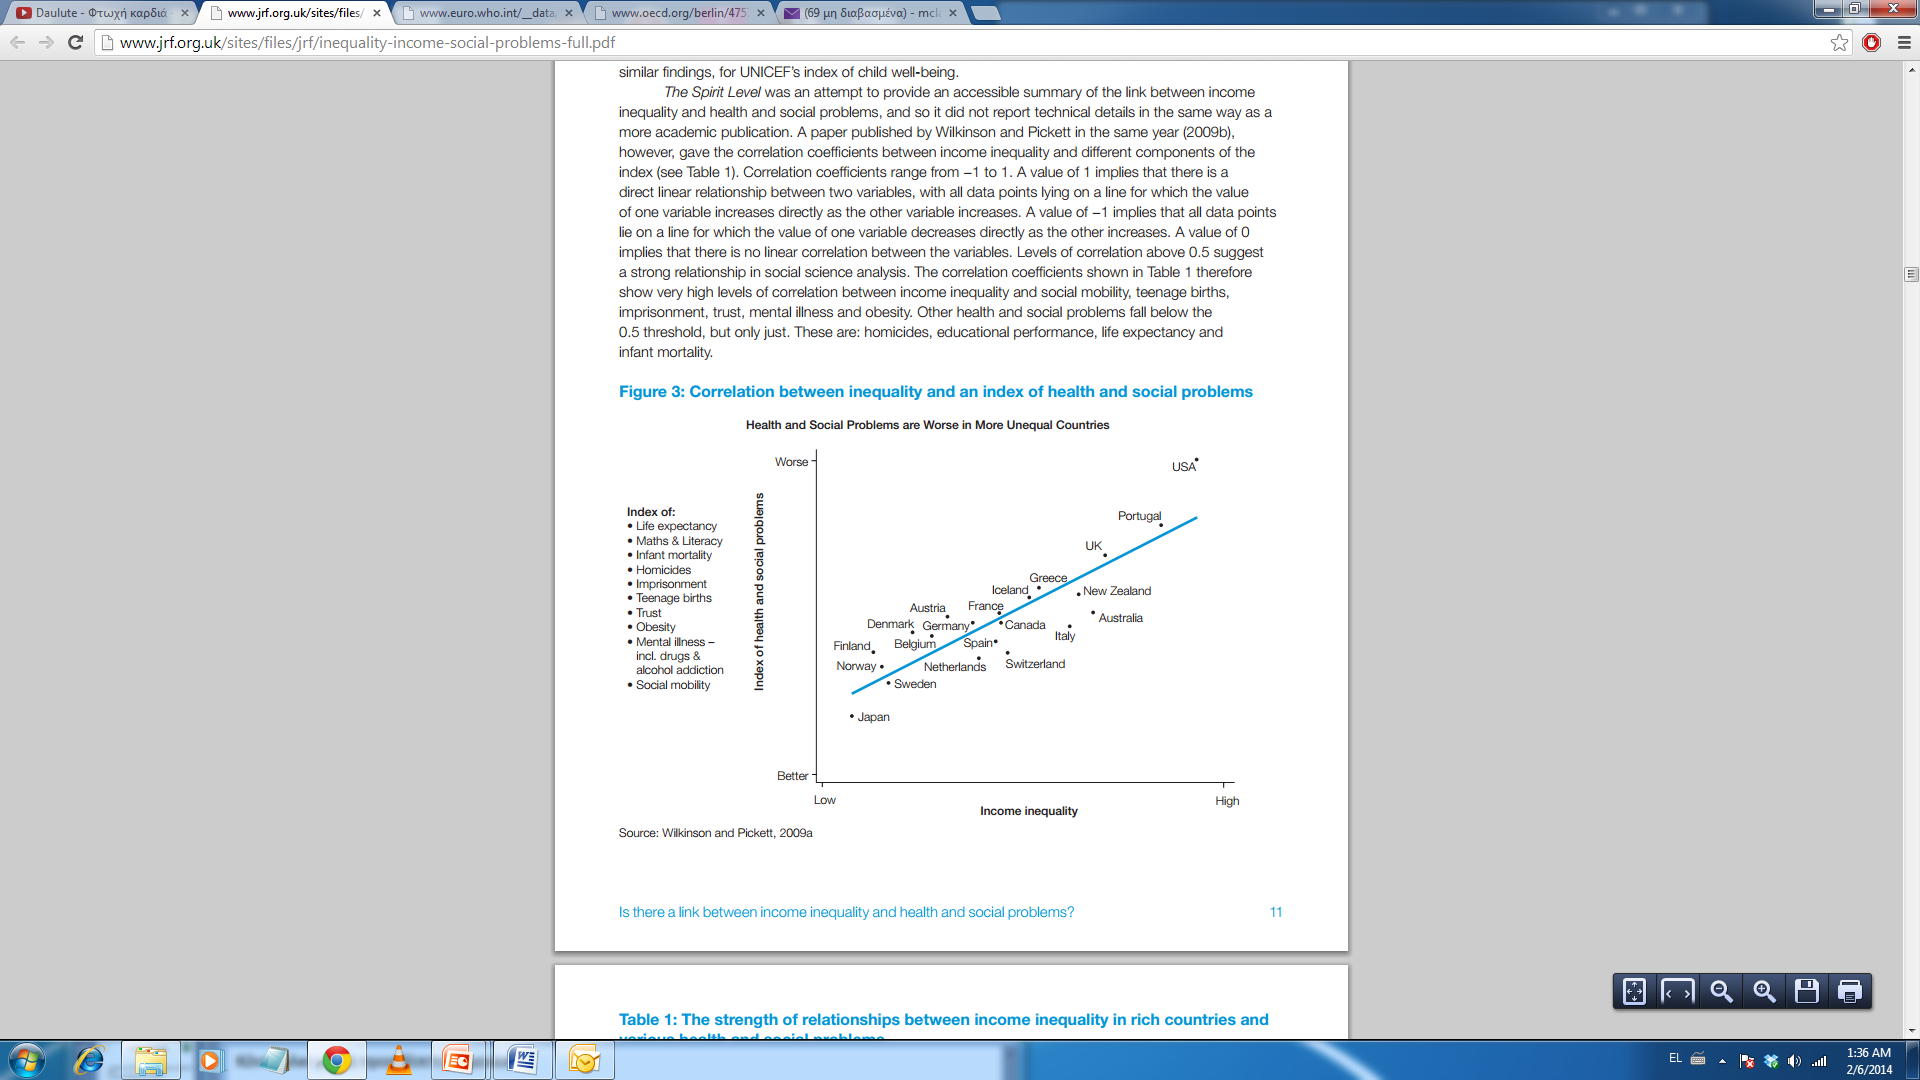 Daulute - Φτωχή καρδιά
www.jrf.org.uk/sites/files/
www.euro.who.int/__data
www.oecd.org/berlin/475
(69 μη διαβασμένα) - mcl
www.jrf.org.uk/sites/files/jrf/inequality-income-social-problems-full.pdf
similar findings, for UNICEF's index of child well-being.
The Spirit Level was an attempt to provide an accessible summary of the link between income
inequality and health and social problems, and so it did not report technical details in the same way as a
more academic publication. A paper published by Wilkinson and Pickett in the same year (2009b),
however, gave the correlation coefficients between income inequality and different components of the
index (see Table 1). Correlation coefficients range from −1 to 1. A value of 1 implies that there is a
direct linear relationship between two variables, with all data points lying on a line for which the value
of one variable increases directly as the other variable increases. A value of −1 implies that all data points
lie on a line for which the value of one variable decreases directly as the other increases. A value of 0
implies that there is no linear correlation between the variables. Levels of correlation above 0.5 suggest
a strong relationship in social science analysis. The correlation coefficients shown in Table 1 therefore
show very high levels of correlation between income inequality and social mobility, teenage births,
imprisonment, trust, mental illness and obesity. Other health and social problems fall below the
0.5 threshold, but only just. These are: homicides, educational performance, life expectancy and
infant mortality.
Figure 3: Correlation between inequality and an index of health and social problems
Health and Social Problems are Worse in More Unequal Countries
Worse
USA
Index of:
• Life expectancy
• Maths & Literacy
• Infant mortality
• Homicides
• Imprisonment
• Teenage births
• Trust
• Obesity
• Mental illness –
incl. drugs &
alcohol addiction
• Social mobility
Index of health and social problems
Portugal
UK
Greece
Iceland
New Zealand
Austria
France
Australia
Denmark
Germany
Canada
Italy
Finland
Belgium
Spain
Norway
Netherlands
Switzerland
Sweden
Japan
Better
Low
High
Income inequality
Source: Wilkinson and Pickett, 2009a
Is there a link between income inequality and health and social problems?
11
Table 1: The strength of relationships between income inequality in rich countries and
various health and social problems
EL
1:36 AM
2/6/2014